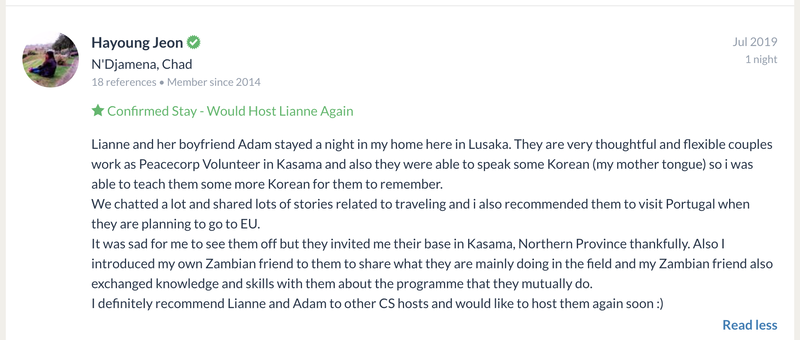 Hayoung Jeon
Jul 2019
N'Djamena, Chad
1 night
18 references • Member since 2014
Confirmed Stay - Would Host Lianne Again
Lianne and her boyfriend Adam stayed a night in my home here in Lusaka. They are very thoughtful and flexible couples
work as Peacecorp Volunteer in Kasama and also they were able to speak some Korean (my mother tongue) so i was
able to teach them some more Korean for them to remember.
We chatted a lot and shared lots of stories related to traveling and i also recommended them to visit Portugal when
they are planning to go to EU.
It was sad for me to see them off but they invited me their base in Kasama, Northern Province thankfully. Also I
introduced my own Zambian friend to them to share what they are mainly doing in the field and my Zambian friend also
exchanged knowledge and skills with them about the programme that they mutually do.
I definitely recommend Lianne and Adam to other CS hosts and would like to host them again soon :)
Read less